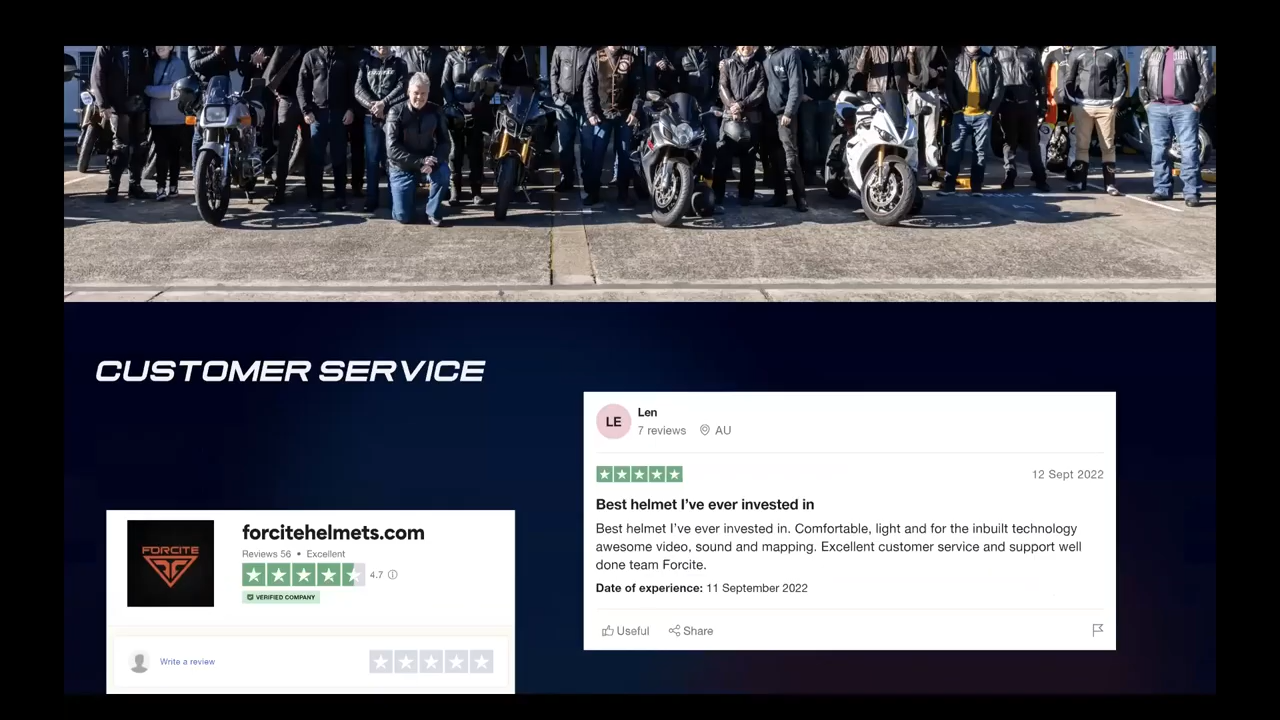 CUSTOMER SERVICE
LE
Len
7 reviews AU
12 Sept 2022
Best helmet I've ever invested in
Best helmet I've ever invested in. Comfortable, light and for the inbuilt technology
awesome video, sound and mapping. Excellent customer service and support well
done team Forcite.
Date of experience: 11 September 2022
Useful Share
FORCITE
forcitehelmets.com
Reviews 56 • Excellent
4.7
VERIFIED COMPANY
Write a review